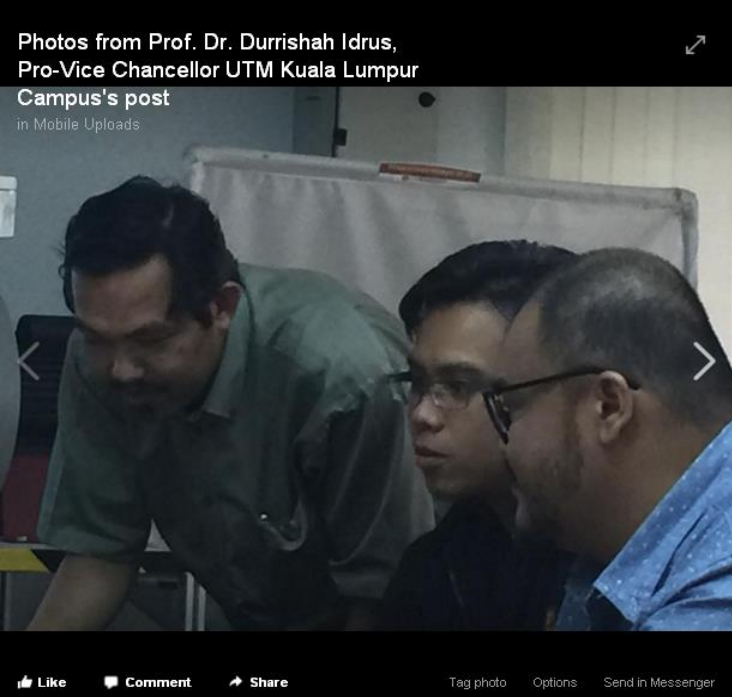 Photos from Prof. Dr. Durrishah Idrus,
Pro-Vice Chancellor UTM Kuala Lumpur
Campus's post
in Mobile Uploads
Like Comment Share Tag photo Options Send in Messenger